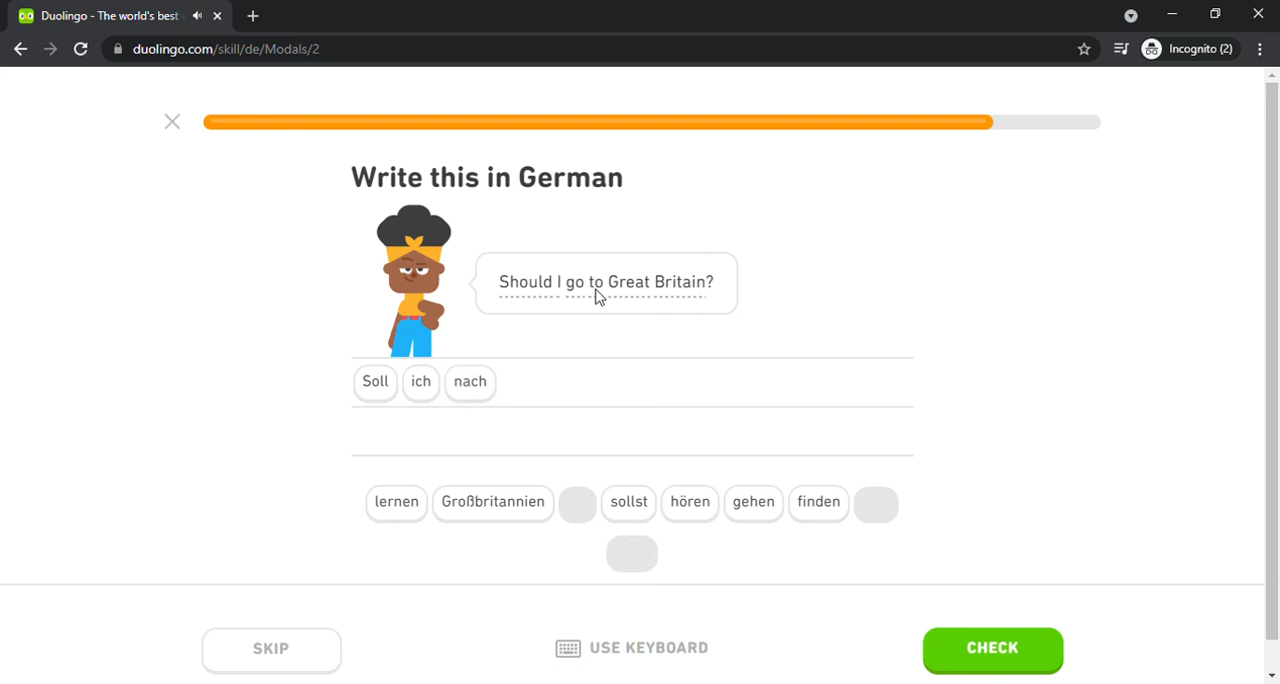 Duolingo - The world's best
duolingo.com/skill/de/Modals/2
Incognito (2)
Write this in German
Should I go to Great Britain?
Soll ich nach
lernen Großbritannien sollst hören gehen finden
SKIP USE KEYBOARD CHECK